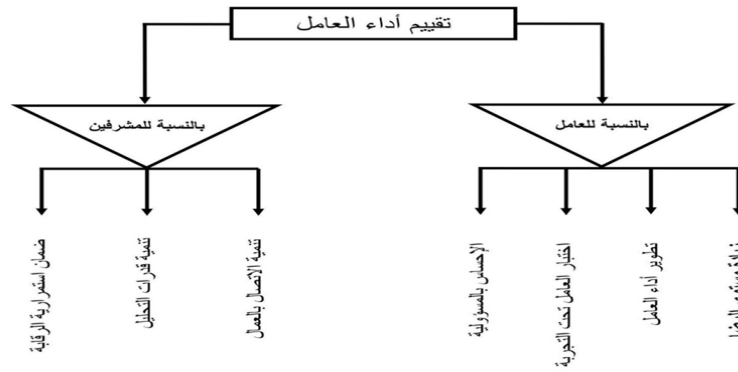 تقييم أداء العامل
بالنسبة للعامل
بالنسبة للمشرفين
تطوير أداء العامل
اختبار العامل تحت التجربة
الإحساس بالمسؤولية
تنمية الاتصال بالعمال
تنمية قدرات التحليل
ضمان استمرارية الرقابة